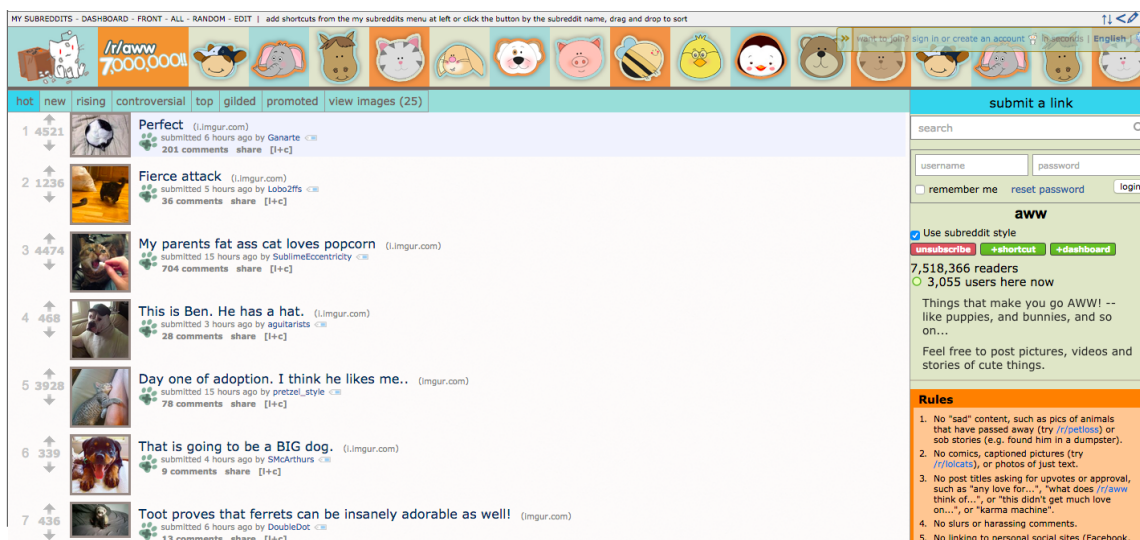 MY SUBREDDITS - DASHBOARD - FRONT - ALL - RANDOM - EDIT | add shortcuts from the my subreddits menu at left or click the button by the subreddit name, drag and drop to sort
/r/aww
7,000,000!!
want to join? sign in or create an account in seconds | English |
hot new rising controversial top gilded promoted view images (25)
1 4521
Perfect (i.imgur.com)
submitted 6 hours ago by Ganarte
201 comments share [l+c]
2 1236
Fierce attack (i.imgur.com)
submitted 5 hours ago by Lobo2ffs
36 comments share [l+c]
3 4474
My parents fat ass cat loves popcorn (i.imgur.com)
submitted 15 hours ago by SublimeEccentricity
704 comments share [l+c]
4 468
This is Ben. He has a hat. (i.imgur.com)
submitted 3 hours ago by aguitarists
28 comments share [l+c]
5 3928
Day one of adoption. I think he likes me.. (imgur.com)
submitted 15 hours ago by pretzel_style
78 comments share [l+c]
6 339
That is going to be a BIG dog. (i.imgur.com)
submitted 4 hours ago by SMcArthurs
9 comments share [l+c]
7 436
Toot proves that ferrets can be insanely adorable as well! (imgur.com)
submitted 6 hours ago by DoubleDot
13 comments share [l+c]
submit a link
search
username password
remember me reset password login
aww
Use subreddit style
unsubscribe +shortcut +dashboard
7,518,366 readers
3,055 users here now
Things that make you go AWW! --
like puppies, and bunnies, and so
on...
Feel free to post pictures, videos and
stories of cute things.
Rules
1. No "sad" content, such as pics of animals
that have passed away (try /r/petloss) or
sob stories (e.g. found him in a dumpster).
2. No comics, captioned pictures (try
/r/lolcats), or photos of just text.
3. No post titles asking for upvotes or approval,
such as "any love for...", "what does /r/aww
think of...", or "this didn't get much love
on...", or "karma machine".
4. No slurs or harassing comments.
5. No linking to personal social sites (Facebook,